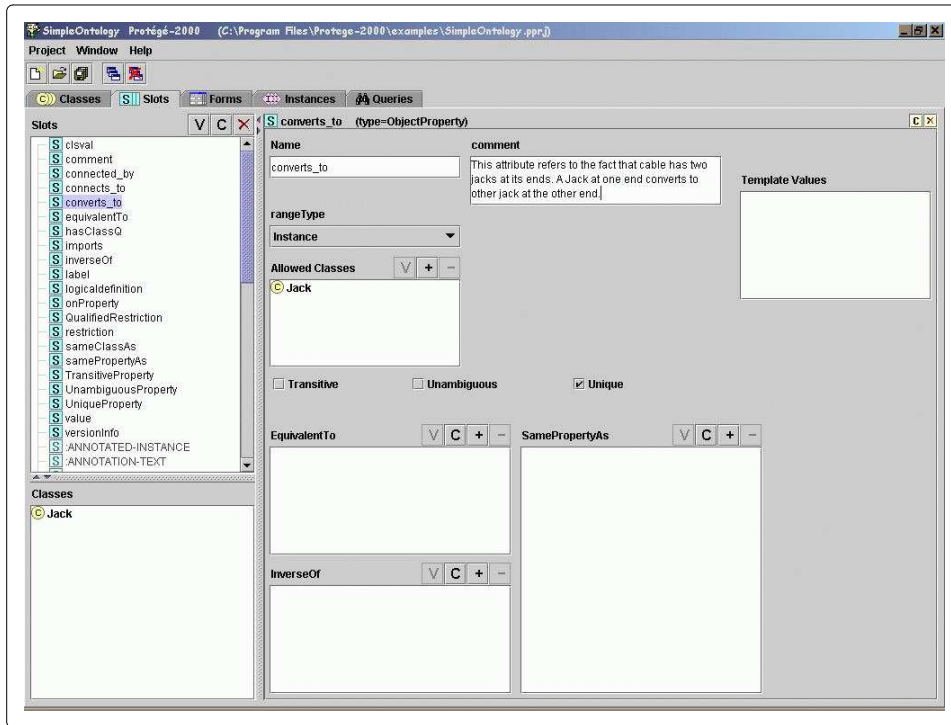 SimpleOntology Protégé-2000 (C:\Program Files\Protege-2000\examples\SimpleOntology.pprj)
Project Window Help
C Classes S Slots Forms Instances Queries
Slots V C
S clsval
S comment
S connected_by
S connects_to
S converts_to
S equivalentTo
S hasClassQ
S imports
S inverseOf
S label
S logicaldefinition
S onProperty
S QualifiedRestriction
S restriction
S sameClassAs
S samePropertyAs
S TransitiveProperty
S UnambiguousProperty
S UniqueProperty
S value
S versionInfo
S :ANNOTATED-INSTANCE
S :ANNOTATION-TEXT
Classes
C Jack
S converts_to (type=ObjectProperty) C X
Name
converts_to
comment
This attribute refers to the fact that cable has two
jacks at its ends. A Jack at one end converts to
other jack at the other end.
Template Values
rangeType
Instance
Allowed Classes V + -
C Jack
Transitive Unambiguous Unique
EquivalentTo V C + -
SamePropertyAs V C + -
InverseOf V C + -